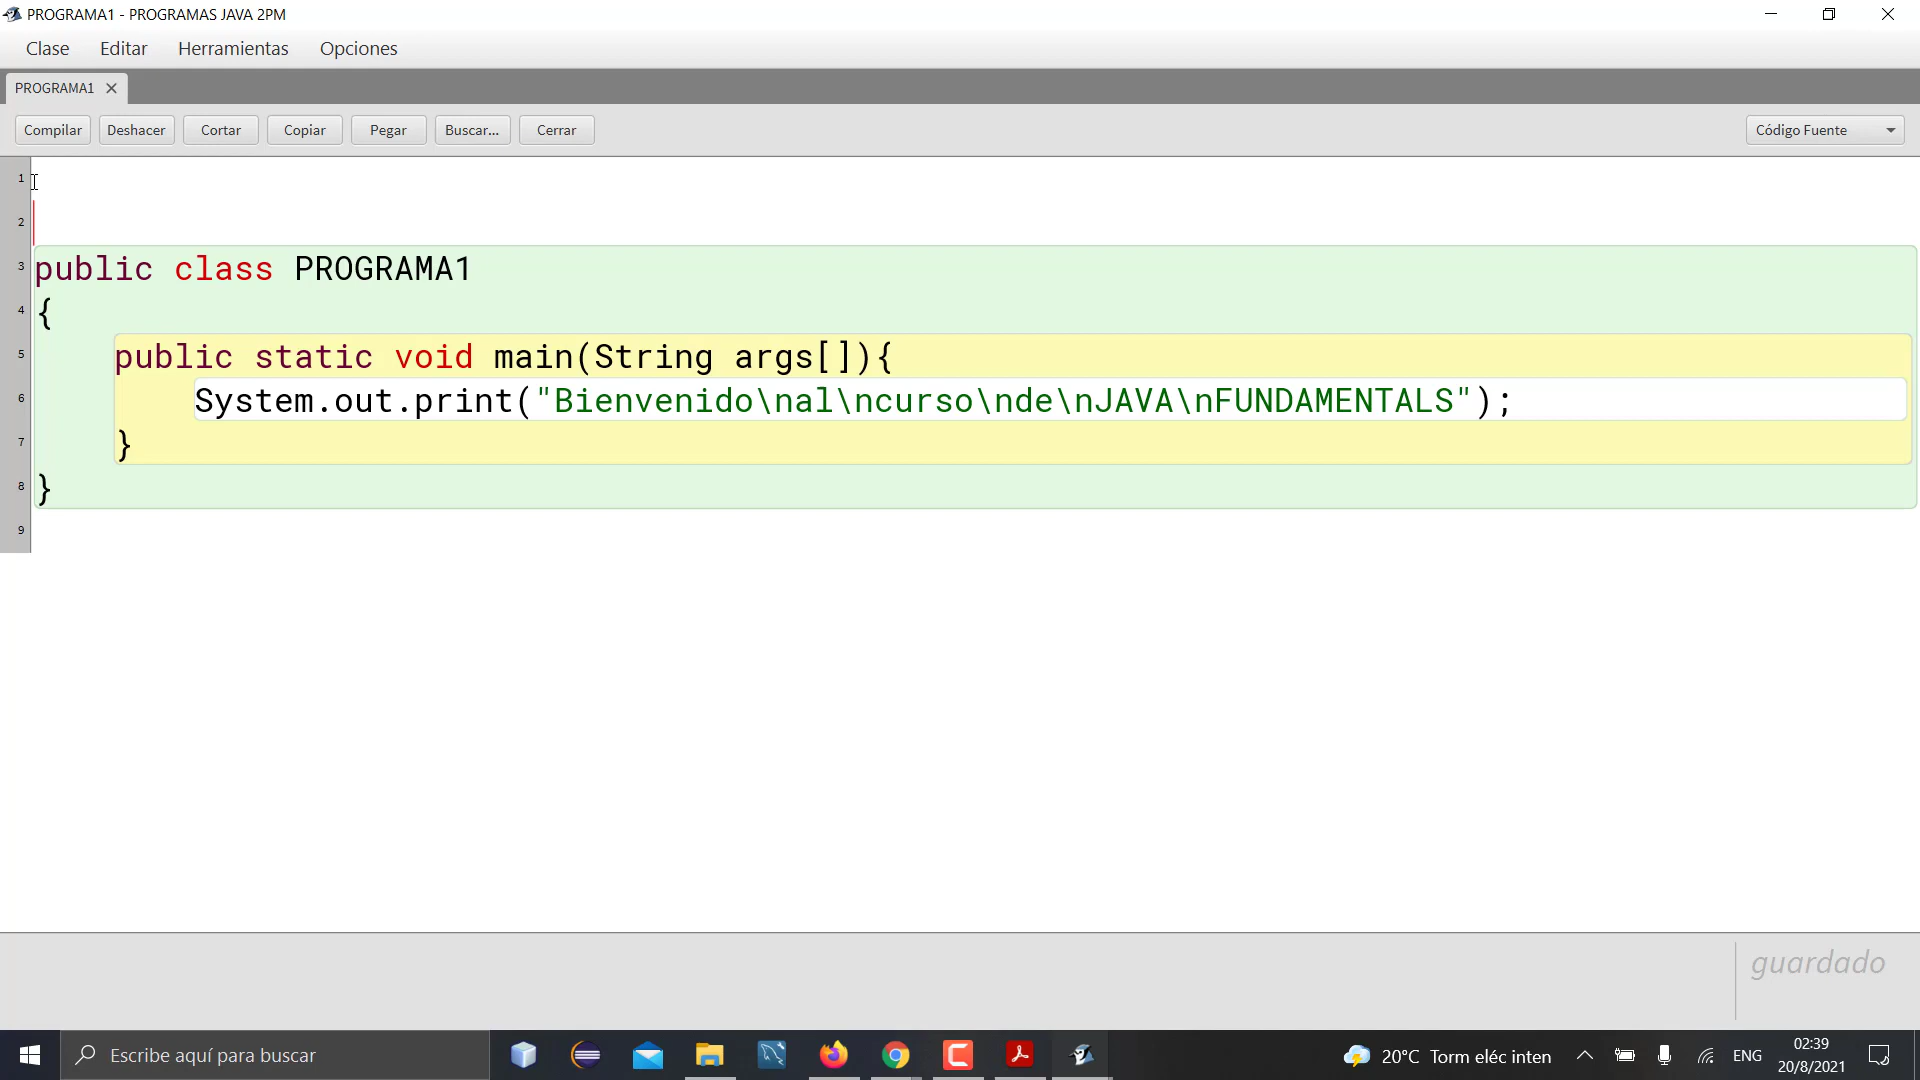 PROGRAMA1 - PROGRAMAS JAVA 2PM
Clase Editar Herramientas Opciones
PROGRAMA1
Compilar Deshacer Cortar Copiar Pegar Buscar... Cerrar Código Fuente
1
2
3 public class PROGRAMA1
4 {
5 public static void main(String args[]){
6 System.out.print("Bienvenido\nal\ncurso\nde\nJAVA\nFUNDAMENTALS");
7 }
8 }
9
guardado
Escribe aquí para buscar
20°C Torm eléc inten
ENG
02:39
20/8/2021